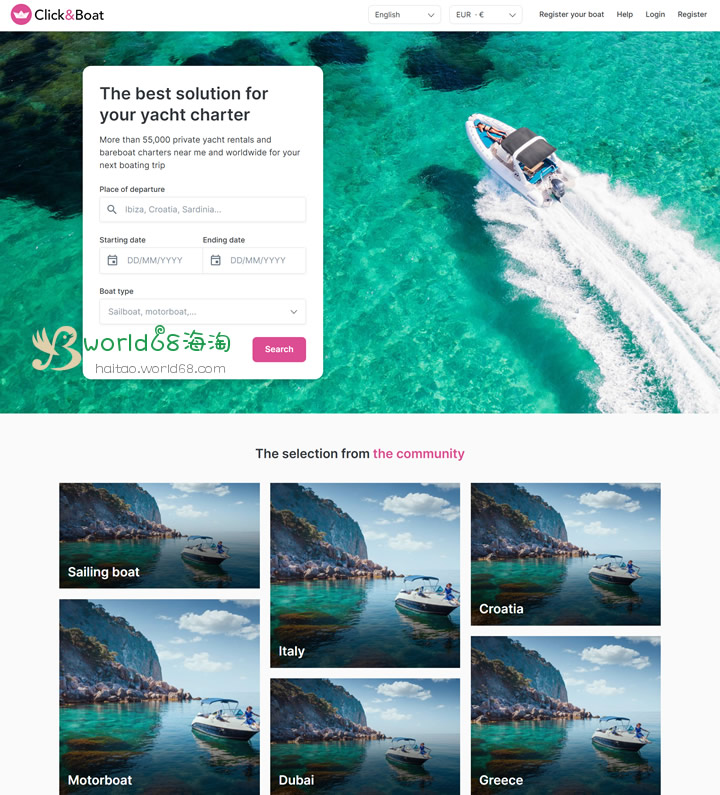 Click&Boat
English
EUR - €
Register your boat
Help
Login
Register
The best solution for
your yacht charter
More than 55,000 private yacht rentals and
bareboat charters near me and worldwide for your
next boating trip
Place of departure
Ibiza, Croatia, Sardinia...
Starting date
Ending date
DD/MM/YYYY
DD/MM/YYYY
Boat type
Sailboat, motorboat,...
world68海淘
Search
haitao.world68.com
The selection from the community
Sailing boat
Italy
Croatia
Motorboat
Dubai
Greece